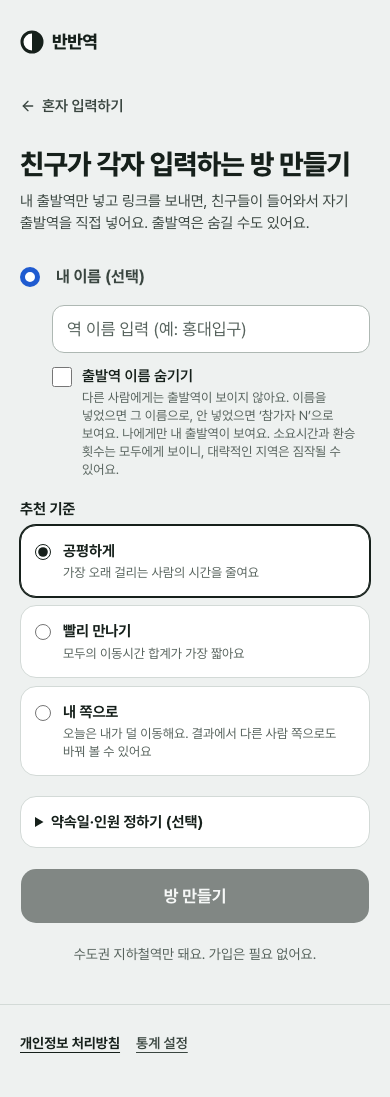 반반역
← 혼자 입력하기
친구가 각자 입력하는 방 만들기
내 출발역만 넣고 링크를 보내면, 친구들이 들어와서 자기
출발역을 직접 넣어요. 출발역은 숨길 수도 있어요.
내 이름 (선택)
역 이름 입력 (예: 홍대입구)
출발역 이름 숨기기
다른 사람에게는 출발역이 보이지 않아요. 이름을
넣었으면 그 이름으로, 안 넣었으면 '참가자 N'으로
보여요. 나에게만 내 출발역이 보여요. 소요시간과 환승
횟수는 모두에게 보이니, 대략적인 지역은 짐작될 수
있어요.
추천 기준
공평하게
가장 오래 걸리는 사람의 시간을 줄여요
빨리 만나기
모두의 이동시간 합계가 가장 짧아요
내 쪽으로
오늘은 내가 덜 이동해요. 결과에서 다른 사람 쪽으로도
바꿔 볼 수 있어요
▶ 약속일·인원 정하기 (선택)
방 만들기
수도권 지하철역만 돼요. 가입은 필요 없어요.
개인정보 처리방침 통계 설정